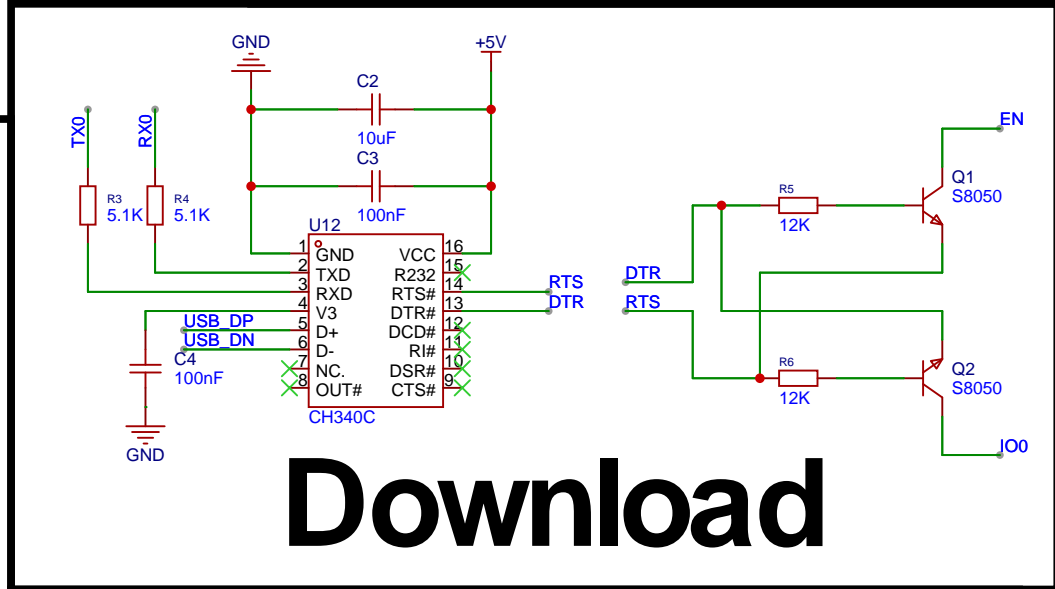 GND
+5V
C2
10uF
C3
100nF
TX0
RX0
R3
5.1K
R4
5.1K
U12
1 GND VCC 16
2 TXD R232 15
3 RXD RTS# 14
4 V3 DTR# 13
5 D+ DCD# 12
6 D- RI# 11
7 NC. DSR# 10
8 OUT# CTS# 9
CH340C
USB_DP
USB_DN
C4
100nF
GND
RTS
DTR
DTR
RTS
R5
12K
EN
Q1
S8050
R6
12K
Q2
S8050
IO0
Download